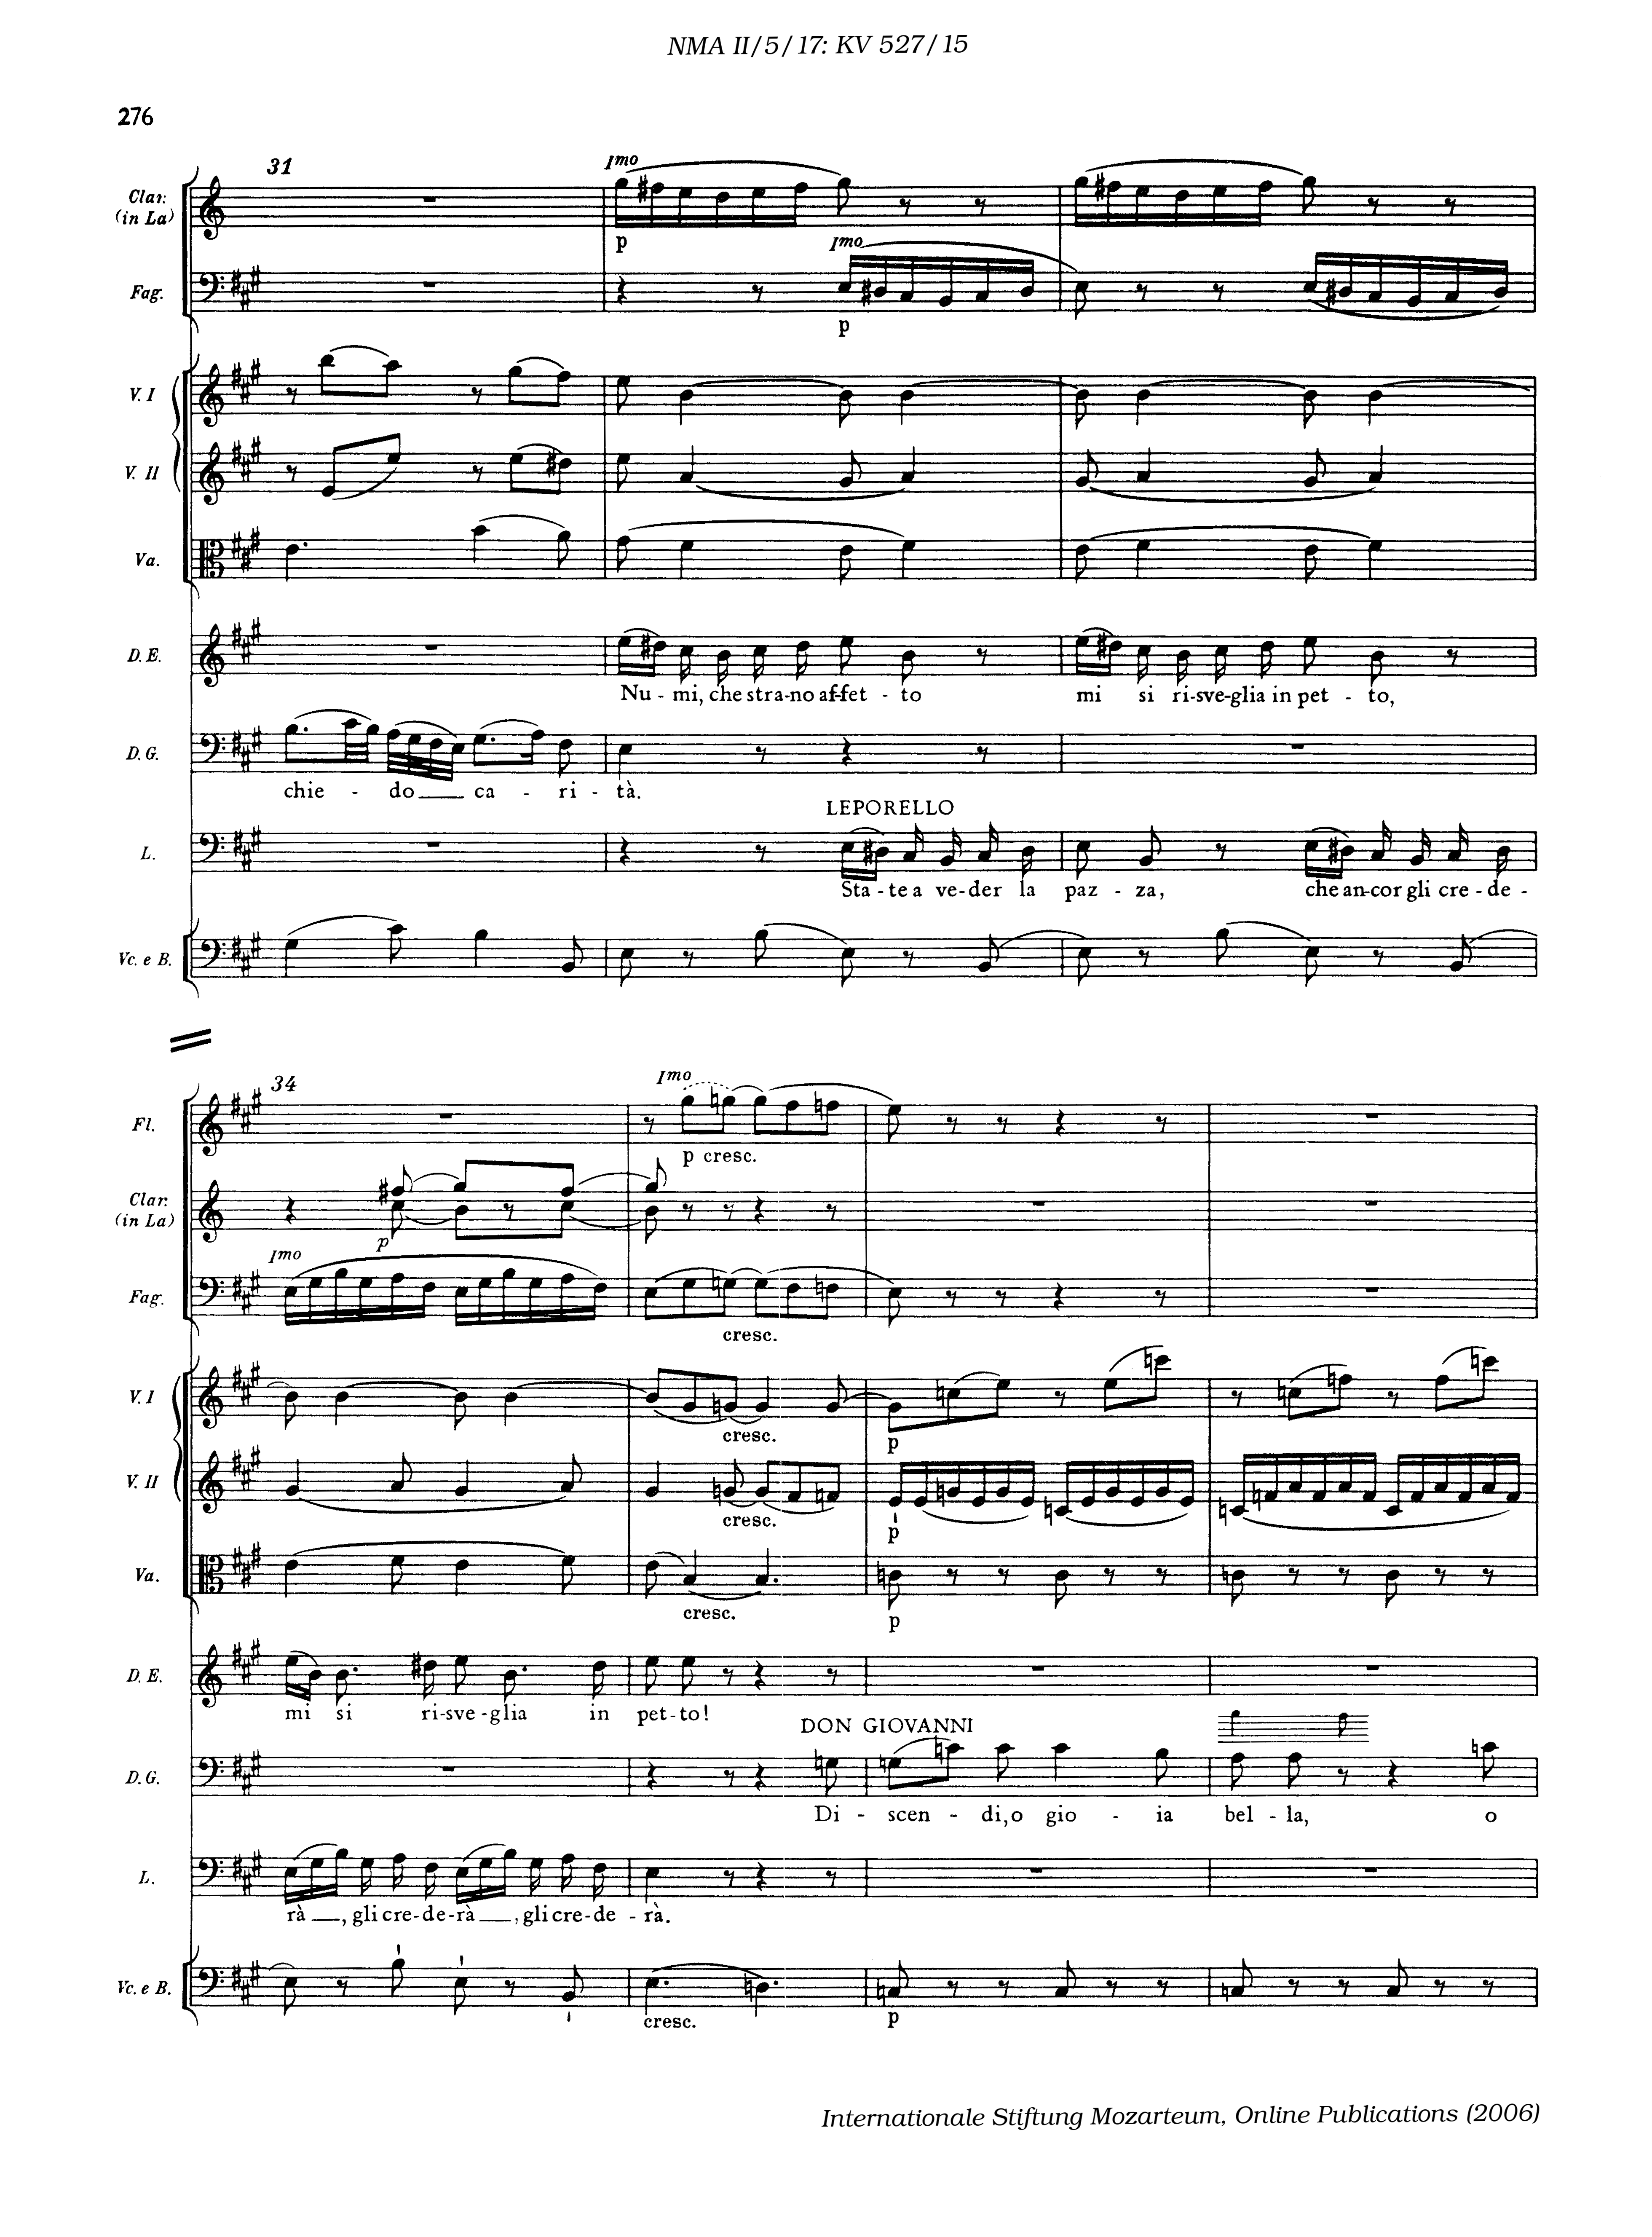 NMA II/5/17: KV 527/15
276
31
Imo
Clar.
(in La)
p
Imo
Fag.
p
V. I
V. II
Va.
D. E.
Nu - mi, che stra-no af-fet - to mi si ri-sve-glia in pet - to,
D. G.
chie - do ca - ri - tà.
LEPORELLO
L.
Sta - te a ve-der la paz - za, che an-cor gli cre - de -
Vc. e B.
34
Imo
Fl.
p cresc.
Clar.
(in La)
p
Imo
Fag.
cresc.
V. I
cresc. p
V. II
cresc. p
Va.
cresc. p
D. E.
mi si ri-sve-glia in pet-to!
DON GIOVANNI
D. G.
Di - scen - di, o gio - ia bel - la, o
L.
rà, gli cre-de-rà, gli cre-de - rà.
Vc. e B.
cresc. p
Internationale Stiftung Mozarteum, Online Publications (2006)